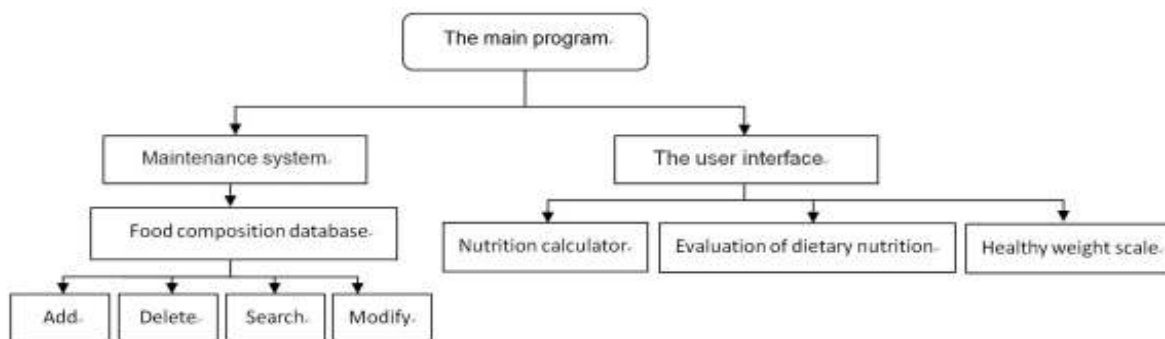 The main program
Maintenance system
The user interface
Food composition database
Nutrition calculator
Evaluation of dietary nutrition
Healthy weight scale
Add
Delete
Search
Modify